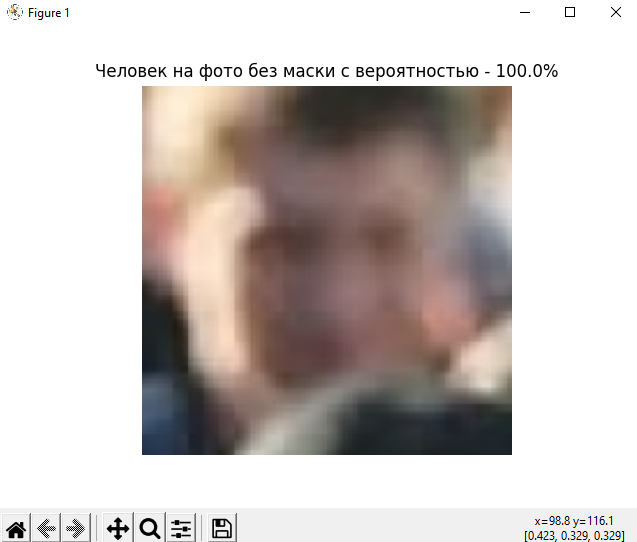 Figure 1
Человек на фото без маски с вероятностью - 100.0%
x=98.8 y=116.1
[0.423, 0.329, 0.329]